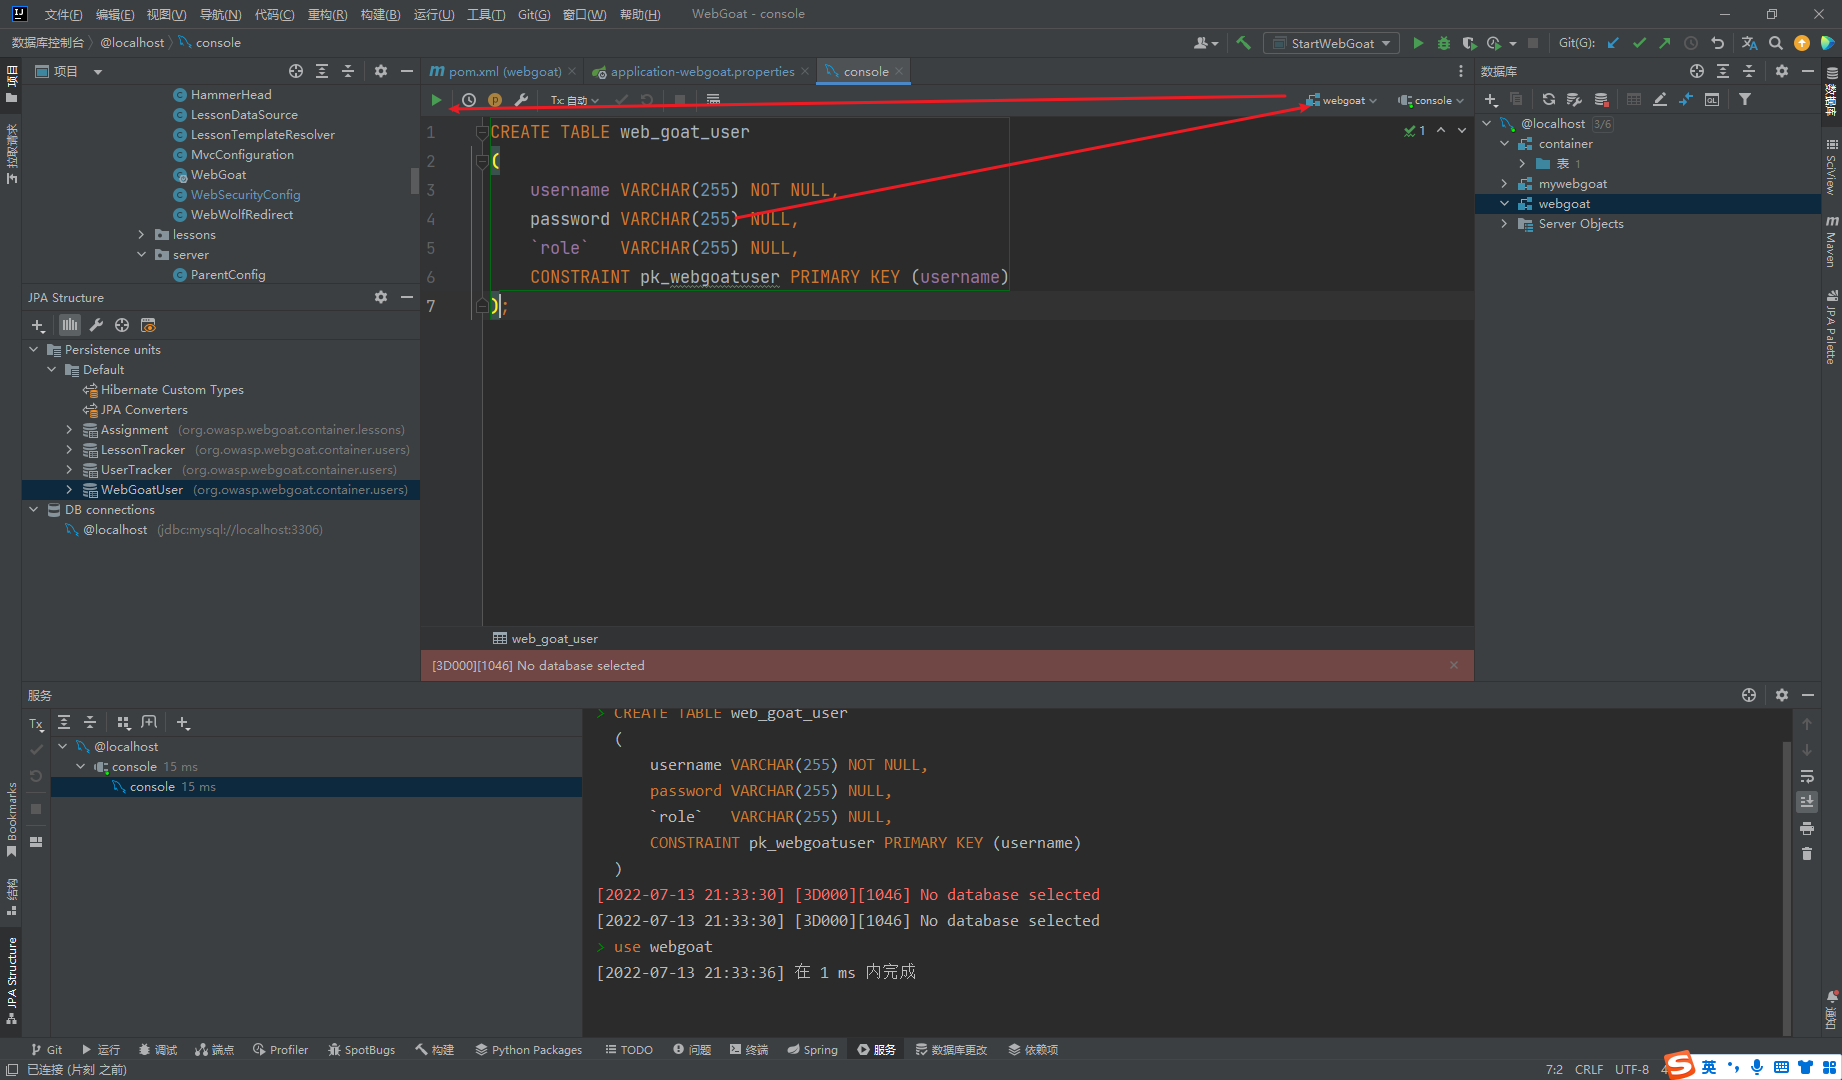 文件(F) 编辑(E) 视图(V) 导航(N) 代码(C) 重构(R) 构建(B) 运行(U) 工具(T) Git(G) 窗口(W) 帮助(H) WebGoat - console
数据库控制台 @localhost console
StartWebGoat
Git(G):
项目
pom.xml (webgoat)
application-webgoat.properties
console
数据库
HammerHead
LessonDataSource
LessonTemplateResolver
MvcConfiguration
WebGoat
WebSecurityConfig
WebWolfRedirect
lessons
server
ParentConfig
JPA Structure
Persistence units
Default
Hibernate Custom Types
JPA Converters
Assignment (org.owasp.webgoat.container.lessons)
LessonTracker (org.owasp.webgoat.container.users)
UserTracker (org.owasp.webgoat.container.users)
WebGoatUser (org.owasp.webgoat.container.users)
DB connections
@localhost (jdbc:mysql://localhost:3306)
Tx: 自动
webgoat
console
1 CREATE TABLE web_goat_user
2 (
3 username VARCHAR(255) NOT NULL,
4 password VARCHAR(255) NULL,
5 `role` VARCHAR(255) NULL,
6 CONSTRAINT pk_webgoatuser PRIMARY KEY (username)
7 );
1
web_goat_user
[3D000][1046] No database selected
@localhost 3/6
container
表 1
mywebgoat
webgoat
Server Objects
服务
Tx
@localhost
console 15 ms
console 15 ms
> CREATE TABLE web_goat_user
(
username VARCHAR(255) NOT NULL,
password VARCHAR(255) NULL,
`role` VARCHAR(255) NULL,
CONSTRAINT pk_webgoatuser PRIMARY KEY (username)
)
[2022-07-13 21:33:30] [3D000][1046] No database selected
[2022-07-13 21:33:30] [3D000][1046] No database selected
> use webgoat
[2022-07-13 21:33:36] 在 1 ms 内完成
项目
拉取请求
Bookmarks
结构
JPA Structure
数据库
SciView
Maven
JPA Palette
通知
Git 运行 调试 端点 Profiler SpotBugs 构建 Python Packages TODO 问题 终端 Spring 服务 数据库更改 依赖项
已连接 (片刻 之前)
7:2 CRLF UTF-8 4
英